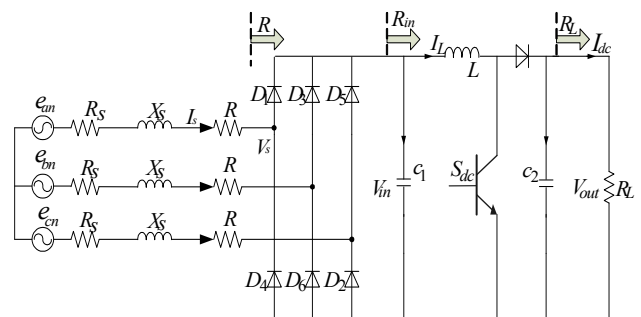 R
R_in
R_L
I_L
L
I_dc
D_1
D_3
D_5
e_an
R_s
X_s
I_s
R
V_s
e_bn
R_s
X_s
R
V_in
c_1
S_dc
c_2
V_out
R_L
e_cn
R_s
X_s
R
D_4
D_6
D_2